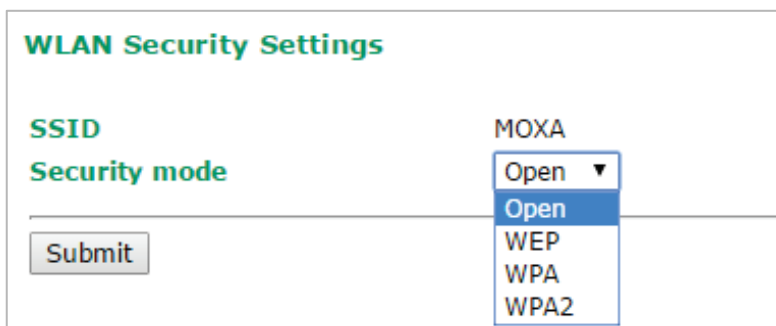 WLAN Security Settings
SSID MOXA
Security mode Open
Open
WEP
WPA
WPA2
Submit